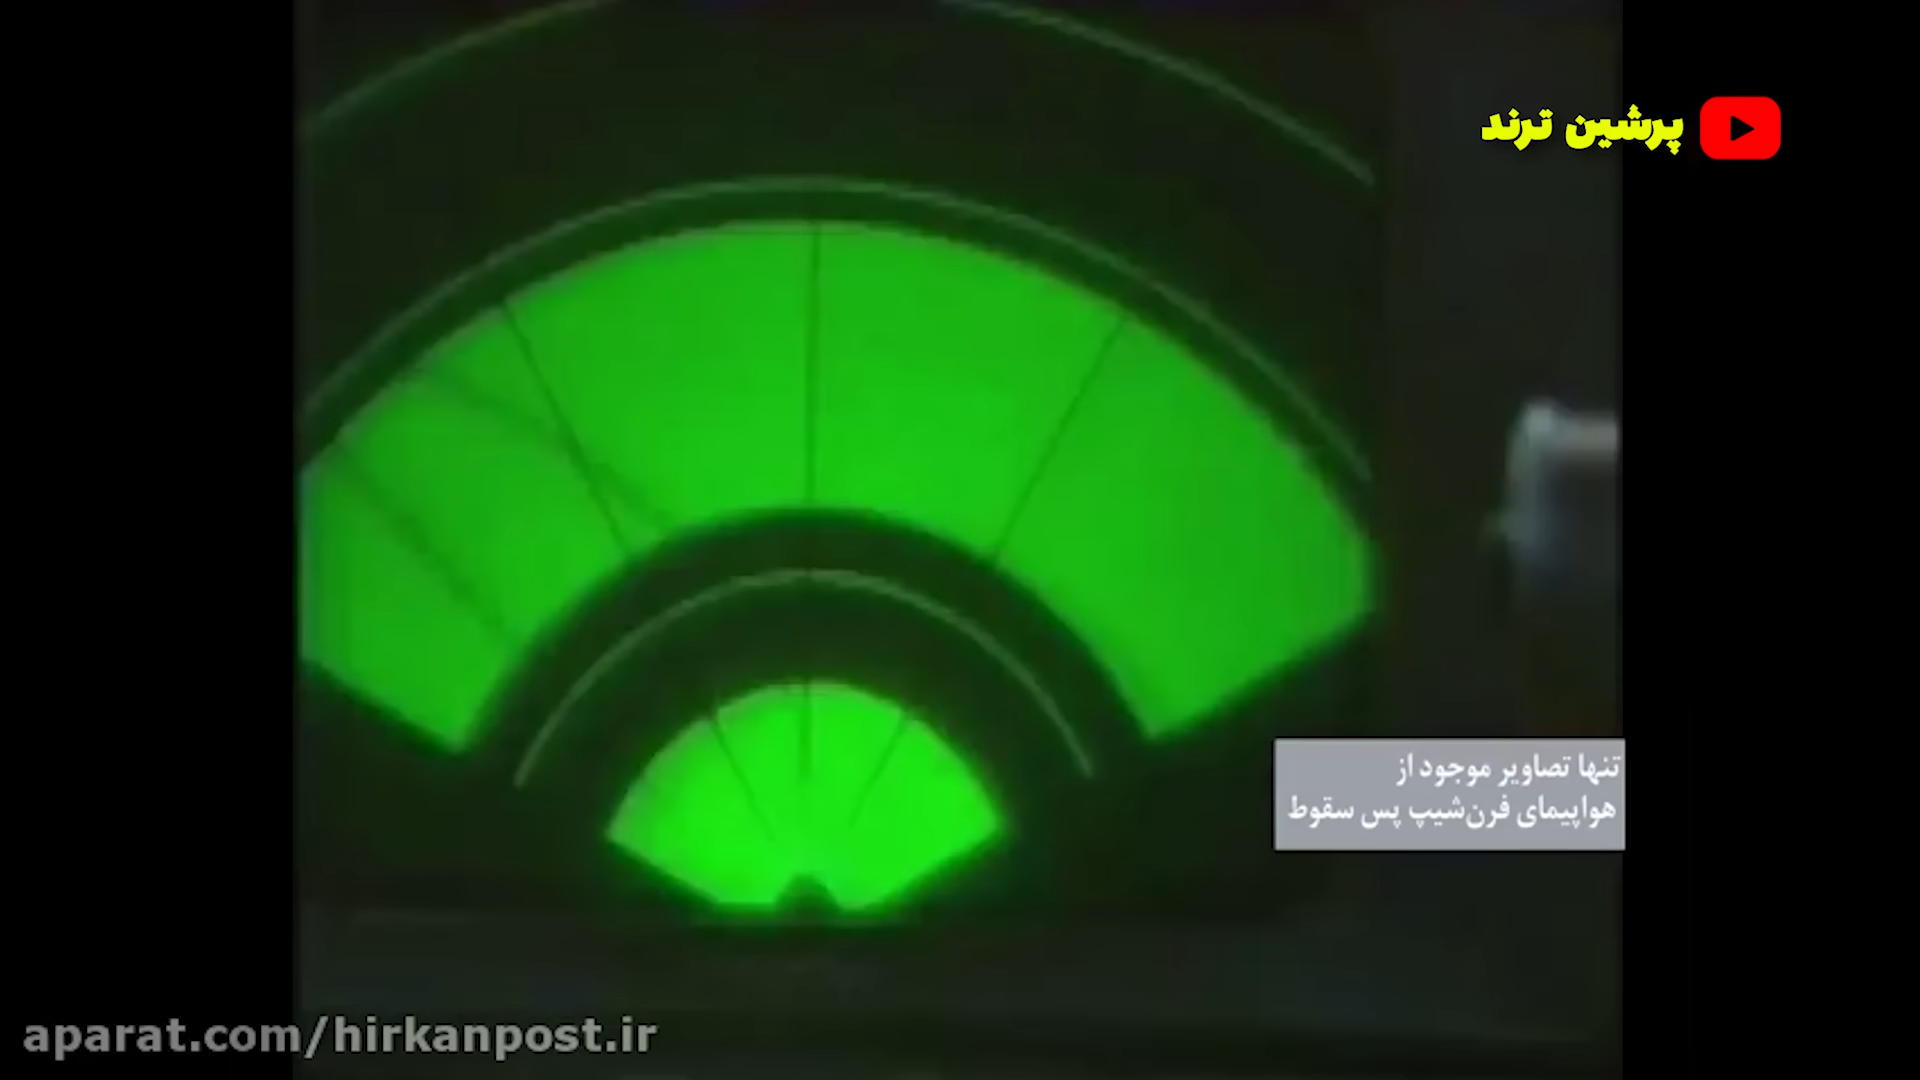 پرشین ترند
تنها تصاویر موجود از
هواپیمای فرن‌شیپ پس سقوط
aparat.com/hirkanpost.ir